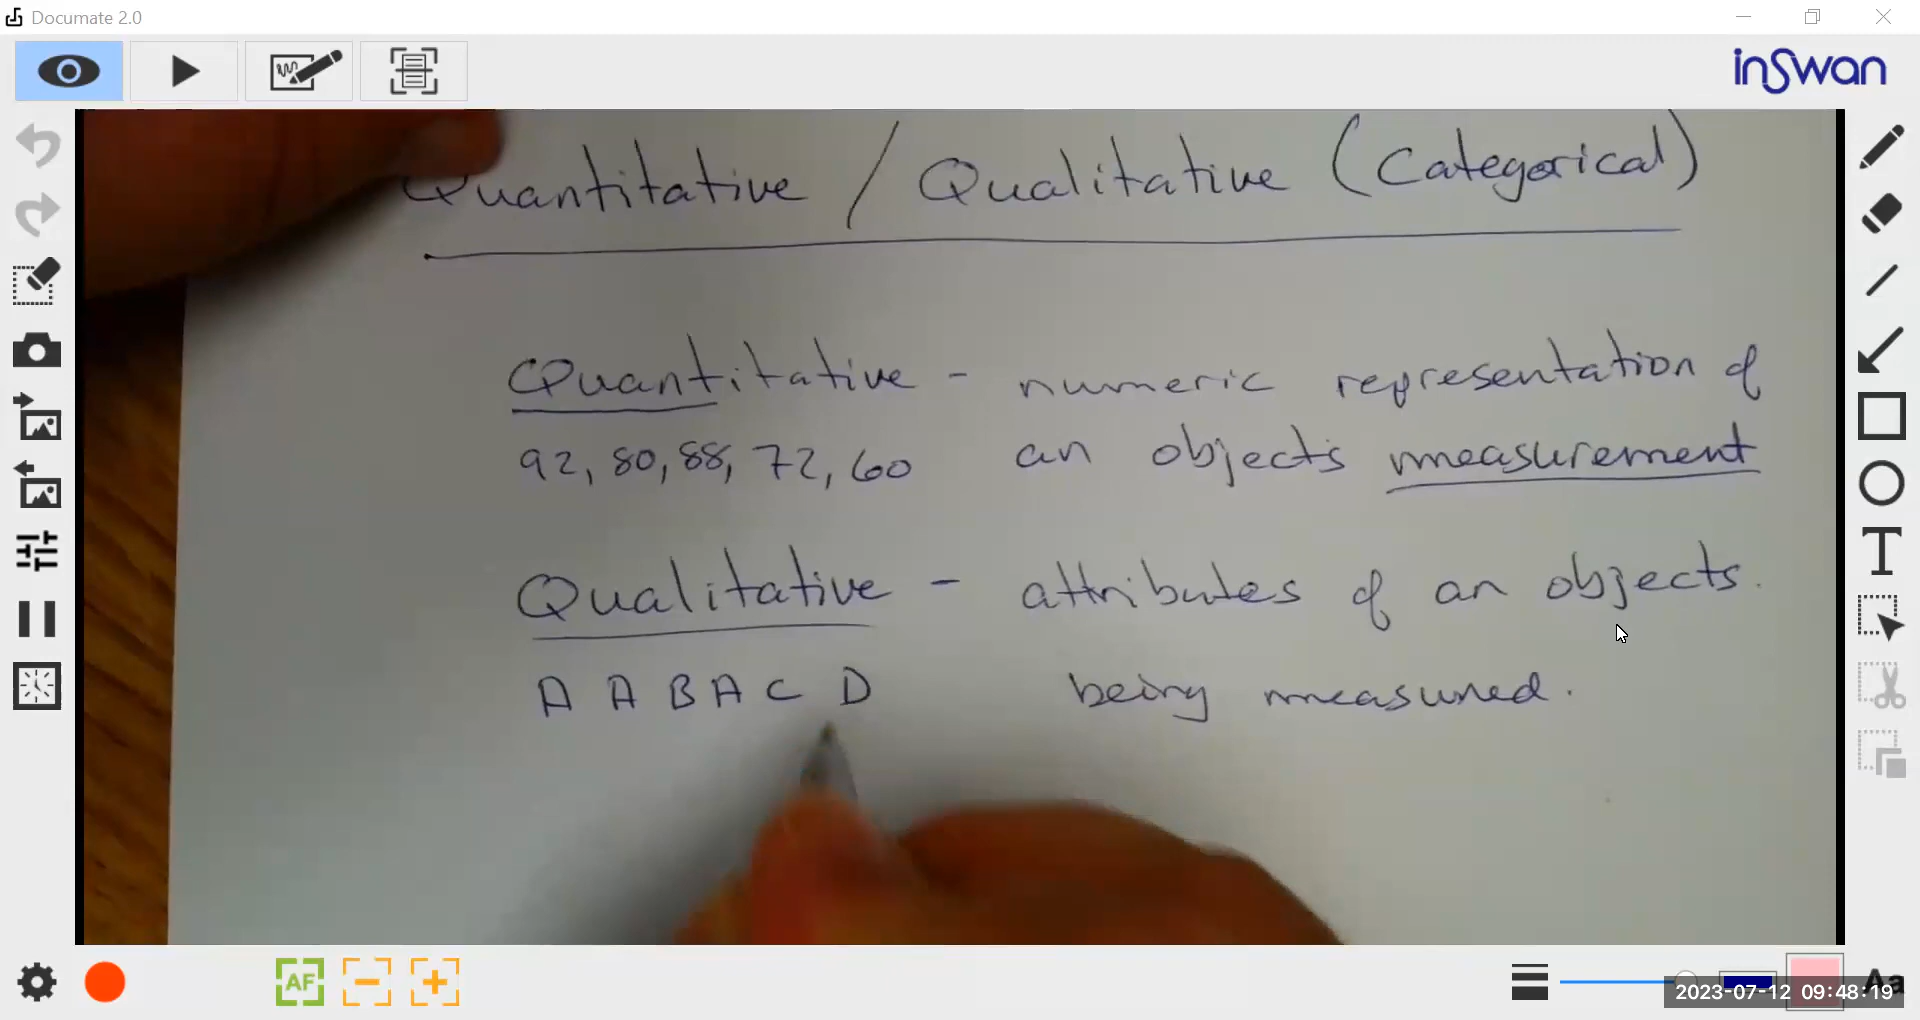 Documate 2.0
inSwan
Quantitative / Qualitative (Categorical)
Quantitative - numeric representation of
92, 80, 88, 72, 60 an objects measurement
Qualitative - attributes of an objects.
A A B A C D being measured.
T
AF
Aa
2023-07-12 09:48:19